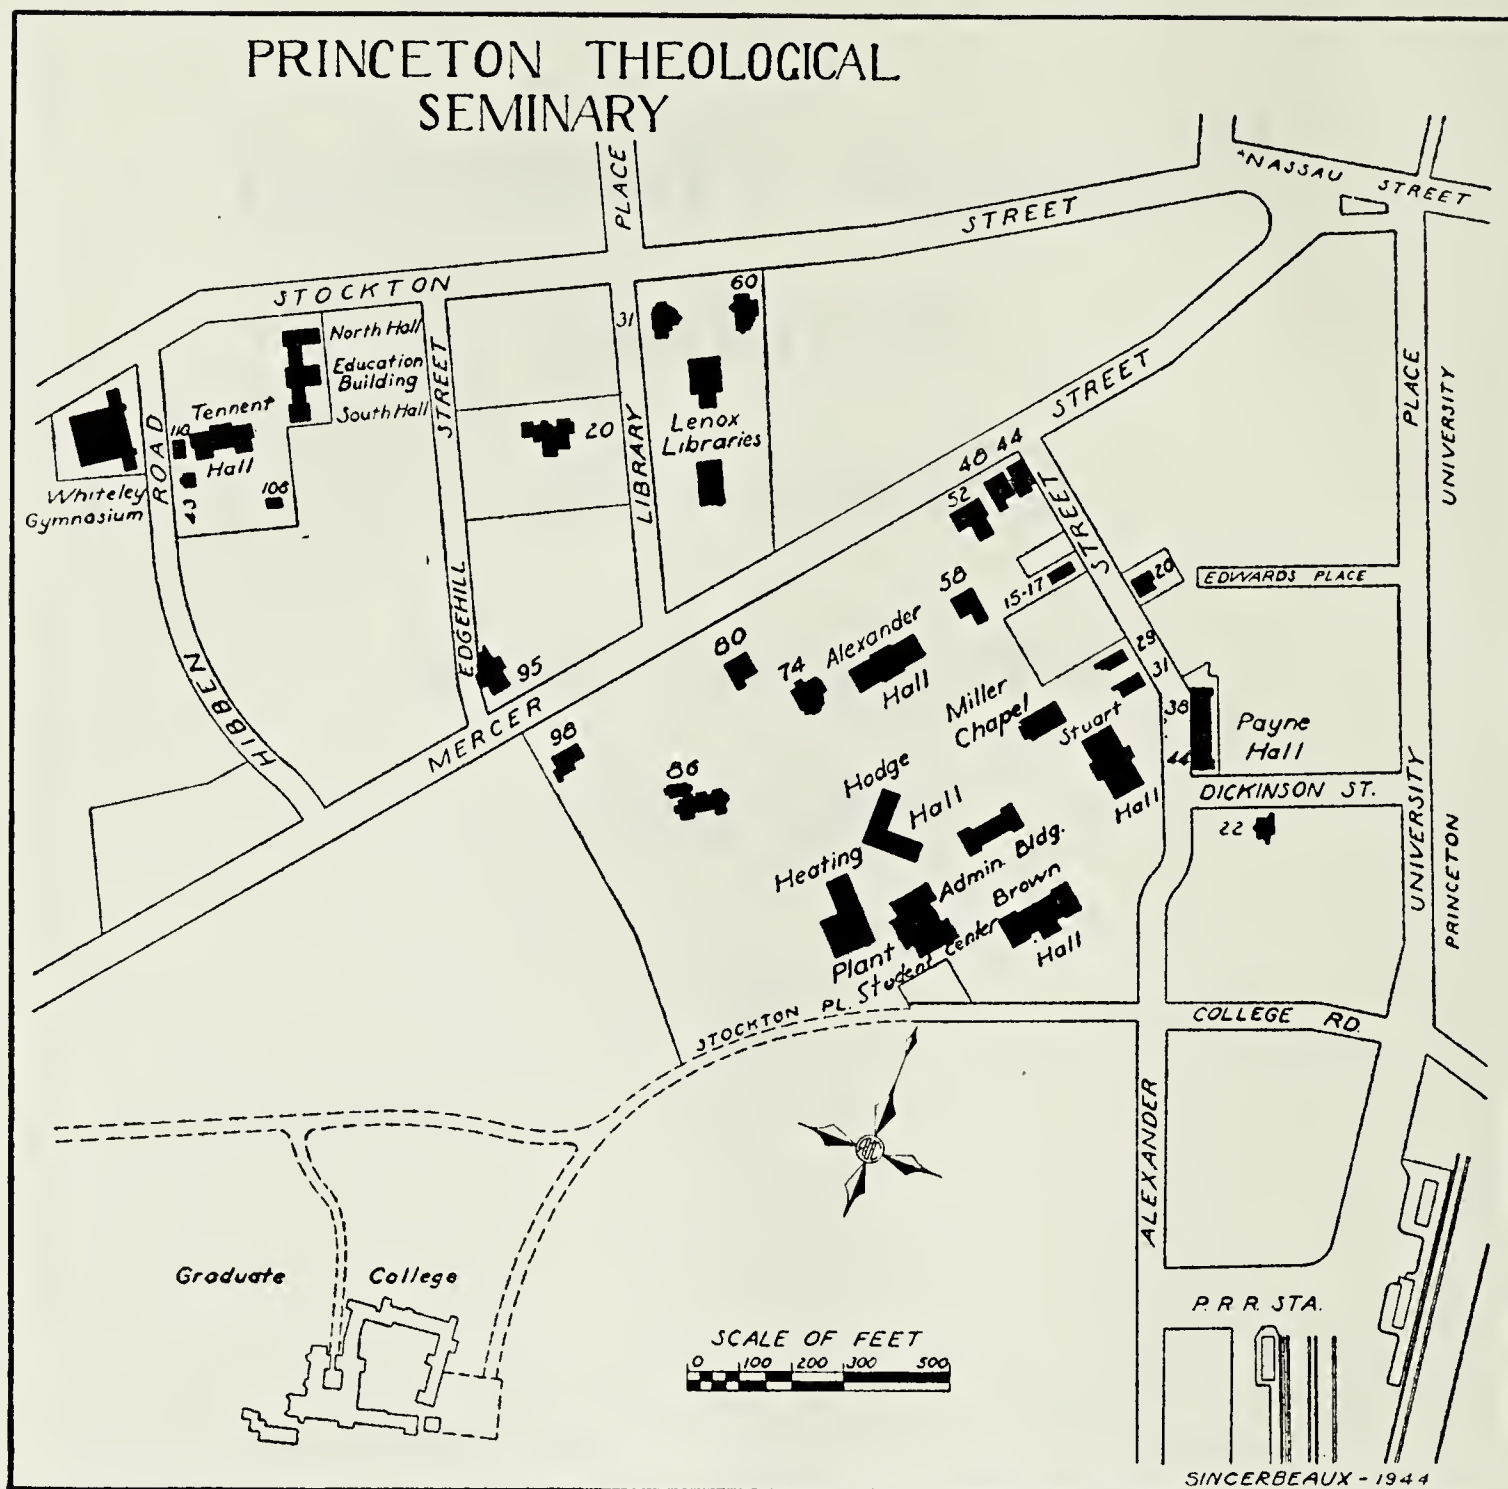 PRINCETON THEOLOGICAL
SEMINARY
NASSAU STREET
PLACE
STREET
STOCKTON
60
31
North Hall
Education
Building
South Hall
STREET
PLACE
UNIVERSITY
STREET
110
Tennent
Hall
ROAD
43
108
Whiteley
Gymnasium
20
LIBRARY
Lenox
Libraries
48 44
52
STREET
58
15-17
20
EDWARDS PLACE
EDGEHILL
HIBBEN
95
MERCER
98
80
74
Alexander
Hall
86
Miller
Chapel
29
31
38
44
Payne
Hall
Stuart
Hall
Hodge
Hall
DICKINSON ST.
22
UNIVERSITY
PRINCETON
Heating
Plant
Admin. Bldg.
Student Center
Brown
Hall
STOCKTON PL.
COLLEGE RD.
ALEXANDER
Graduate College
SCALE OF FEET
0 100 200 300 500
P.R.R. STA.
SINCERBEAUX - 1944